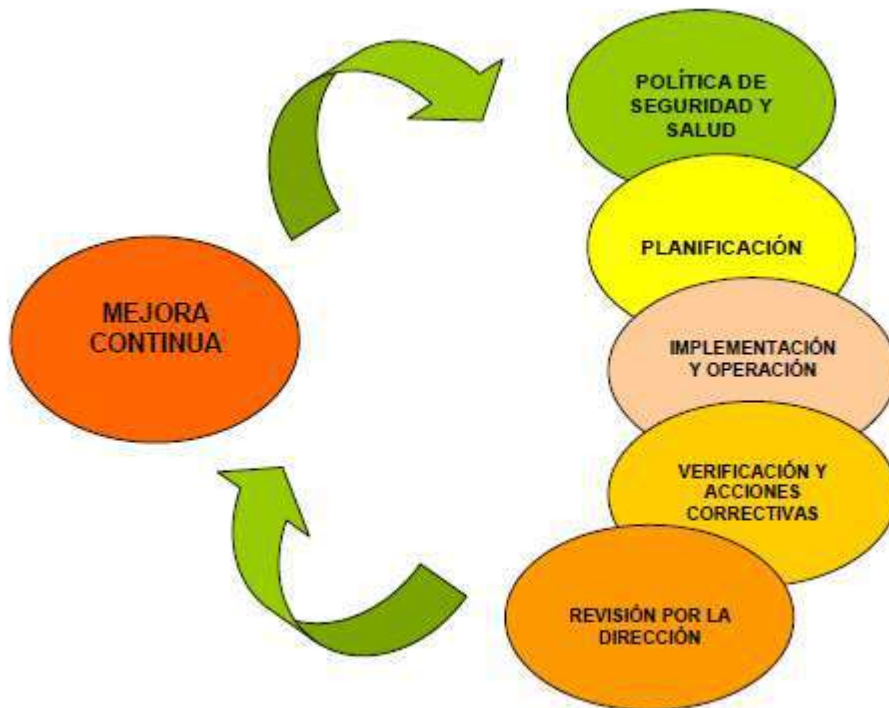 POLÍTICA DE
SEGURIDAD Y
SALUD
PLANIFICACIÓN
MEJORA
CONTINUA
IMPLEMENTACIÓN
Y OPERACIÓN
VERIFICACIÓN Y
ACCIONES
CORRECTIVAS
REVISIÓN POR LA
DIRECCIÓN